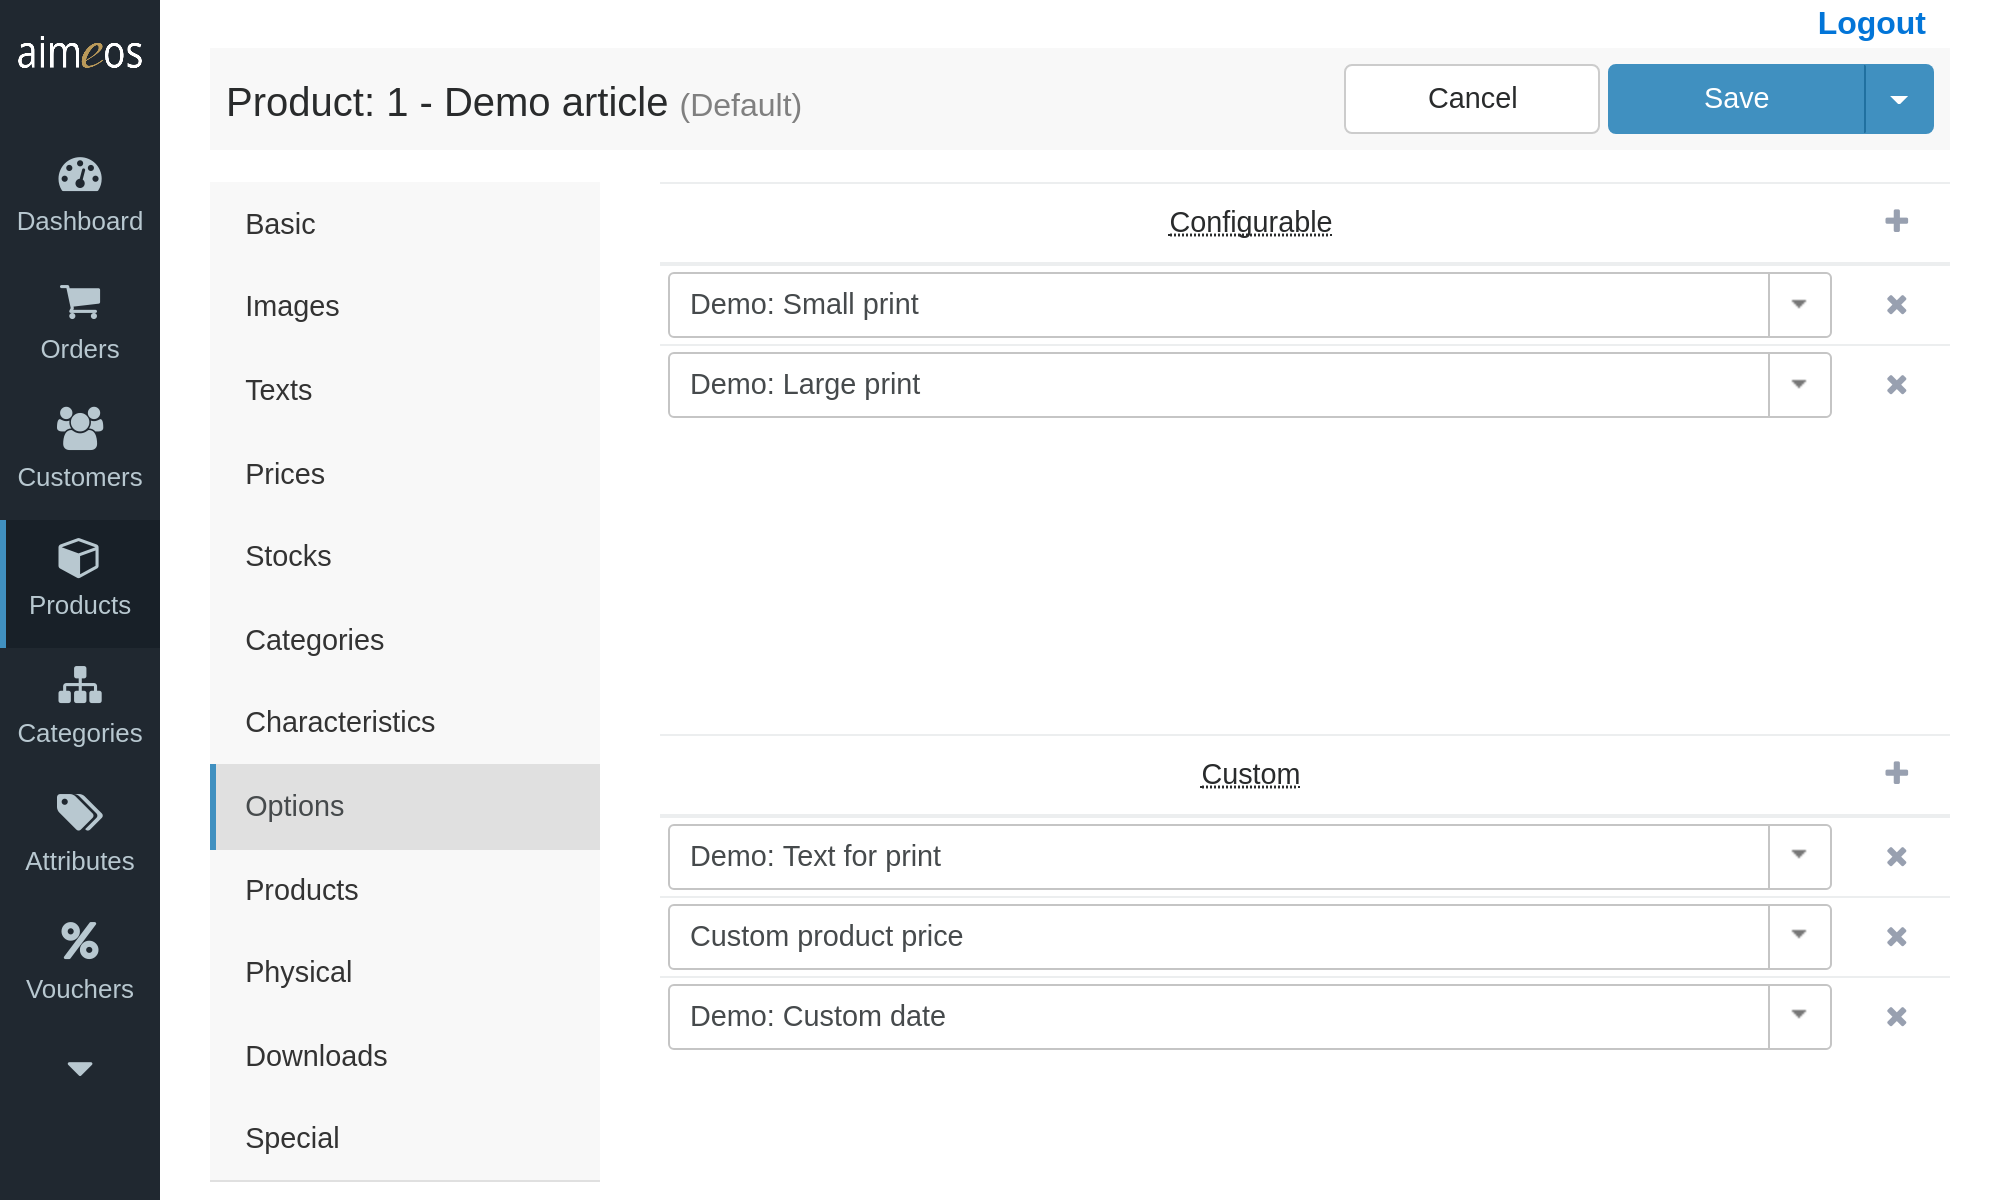 aimeos
Logout
Product: 1 - Demo article (Default)
Cancel
Save
Dashboard
Orders
Customers
Products
Categories
Attributes
Vouchers
Basic
Images
Texts
Prices
Stocks
Categories
Characteristics
Options
Products
Physical
Downloads
Special
Configurable
Demo: Small print
Demo: Large print
Custom
Demo: Text for print
Custom product price
Demo: Custom date